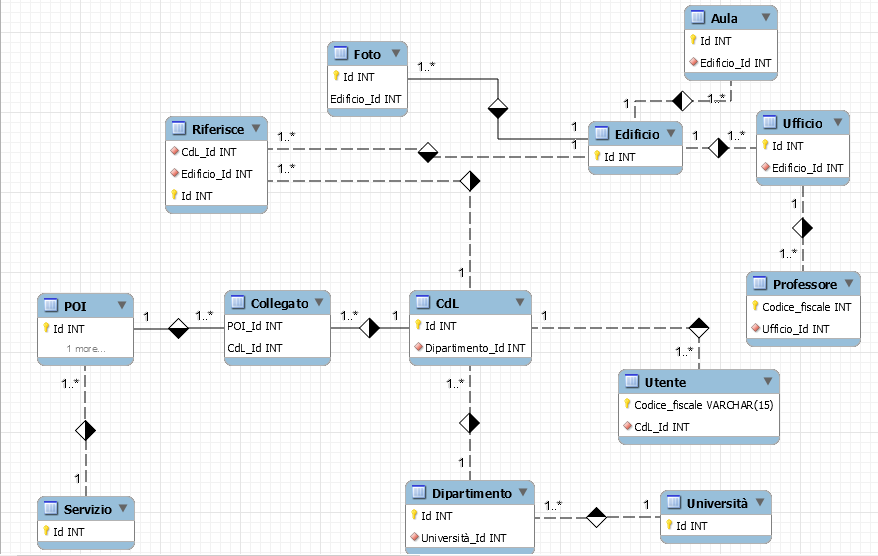 Aula
Id INT
Edificio_Id INT
Foto
Id INT
Edificio_Id INT
1..*
1
1
1..*
Riferisce
CdL_Id INT
Edificio_Id INT
Id INT
1..*
1..*
1
Edificio
Id INT
1
1..*
Ufficio
Id INT
Edificio_Id INT
1
1..*
Professore
Codice_fiscale INT
Ufficio_Id INT
1
POI
Id INT
1 more...
1
1..*
Collegato
POI_Id INT
CdL_Id INT
1..*
1
CdL
Id INT
Dipartimento_Id INT
1
1..*
Utente
Codice_fiscale VARCHAR(15)
CdL_Id INT
1..*
1
Servizio
Id INT
1..*
1
Dipartimento
Id INT
Università_Id INT
1..*
1
Università
Id INT